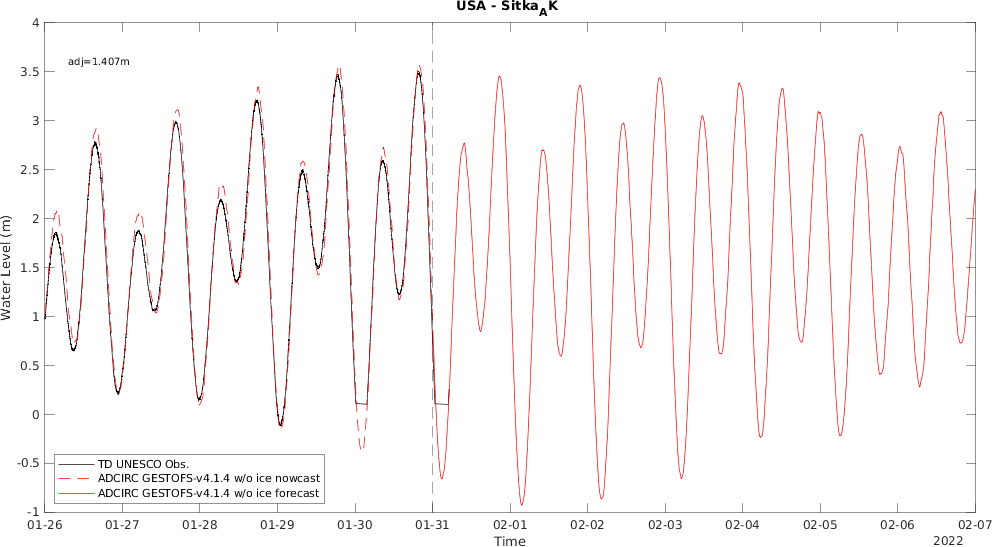 USA - Sitka_AK
4
adj=1.407m
3.5
3
2.5
2
1.5
1
0.5
0
-0.5
-1
Water Level (m)
TD UNESCO Obs.
ADCIRC GESTOFS-v4.1.4 w/o ice nowcast
ADCIRC GESTOFS-v4.1.4 w/o ice forecast
01-26 01-27 01-28 01-29 01-30 01-31 02-01 02-02 02-03 02-04 02-05 02-06 02-07
Time
2022